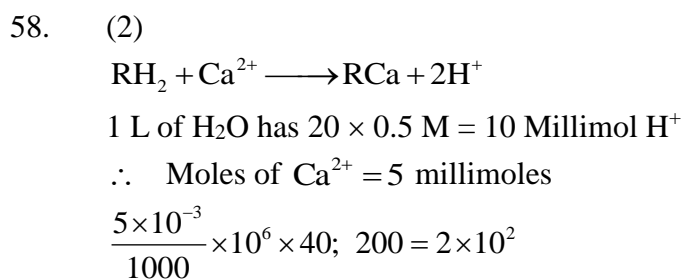 58. (2)
RH₂ + Ca²⁺ ⟶ RCa + 2H⁺
1 L of H₂O has 20 × 0.5 M = 10 Millimol H⁺
∴ Moles of Ca²⁺ = 5 millimoles
5×10⁻³/1000 ×10⁶ × 40; 200 = 2×10²